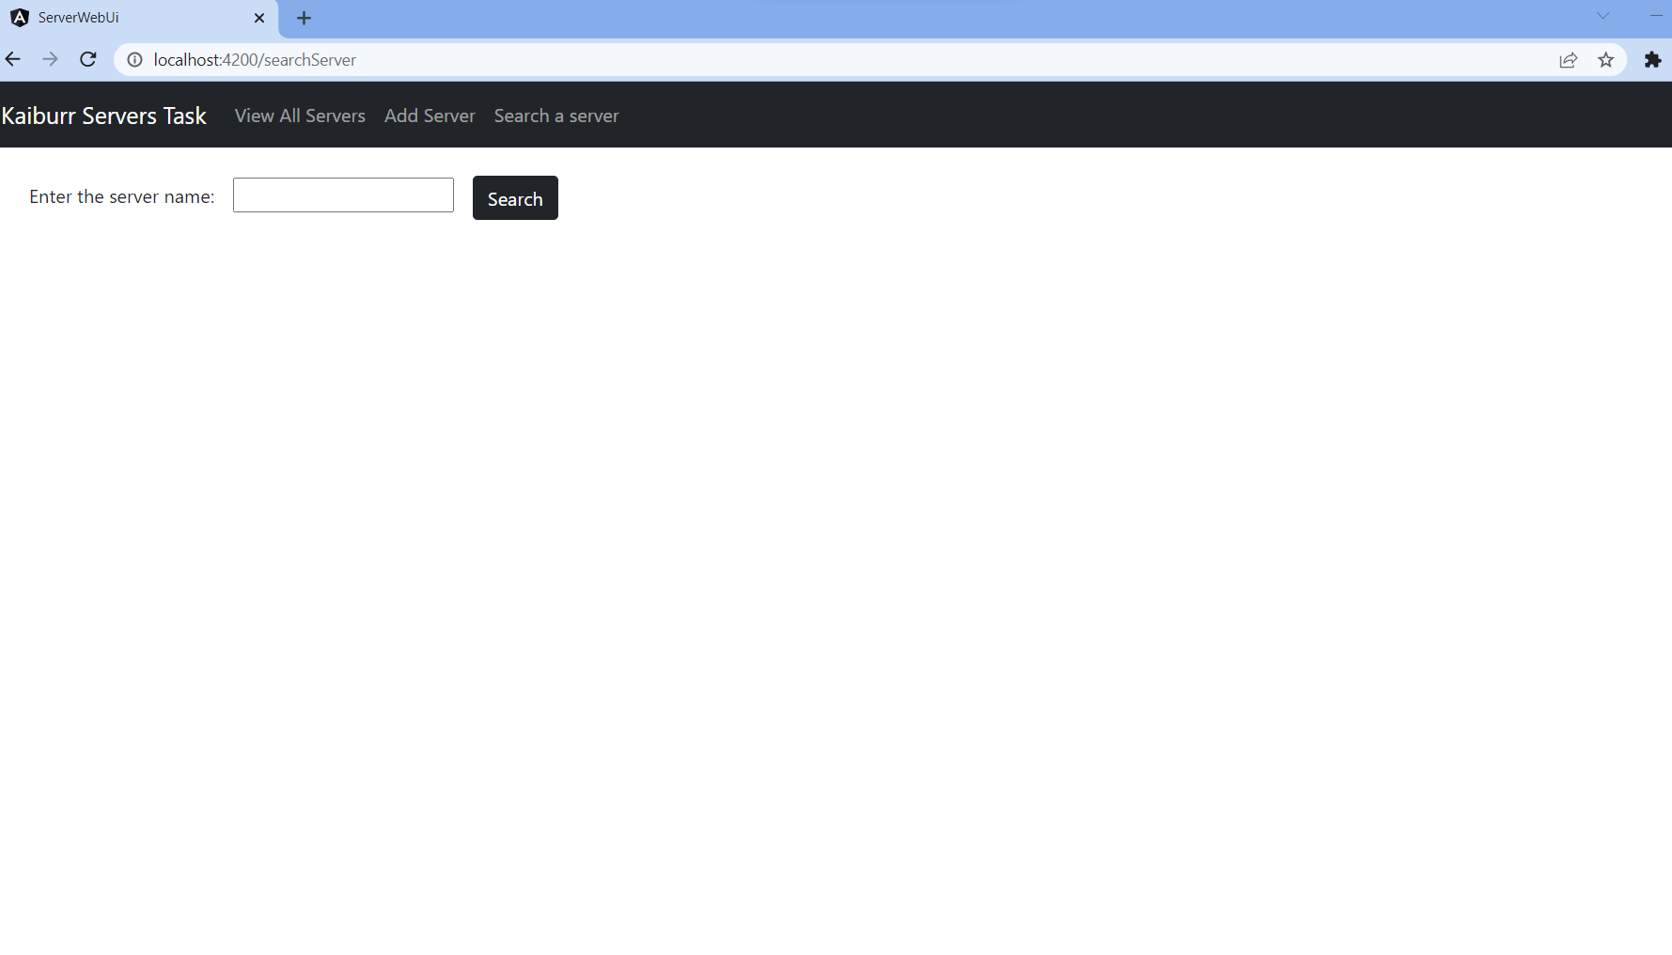 ServerWebUi
localhost:4200/searchServer
Kaiburr Servers Task View All Servers Add Server Search a server
Enter the server name: Search